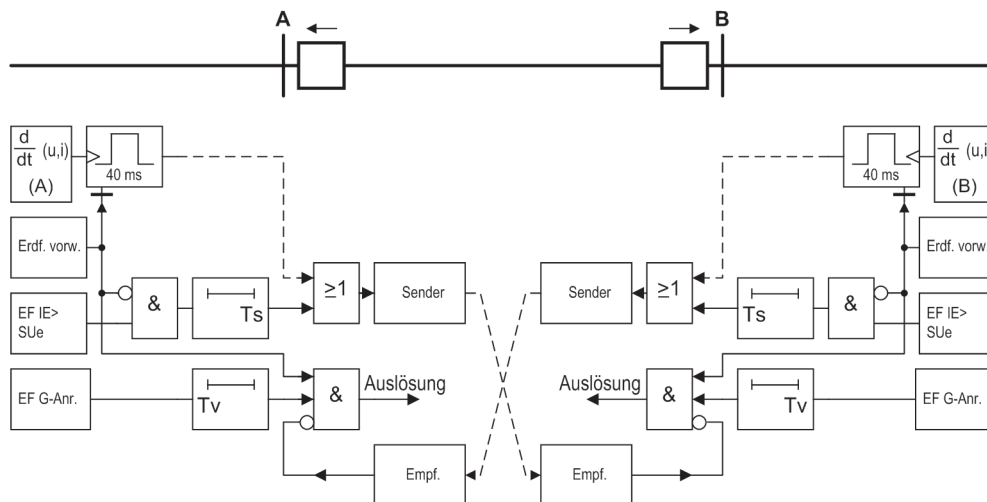 A
B
d/dt (u,i)
(A)
40 ms
40 ms
d/dt (u,i)
(B)
Erdf. vorw.
Erdf. vorw.
&
Ts
≥1
Sender
Sender
≥1
Ts
&
EF IE>
SUe
EF IE>
SUe
EF G-Anr.
Tv
&
Auslösung
Auslösung
&
Tv
EF G-Anr.
Empf.
Empf.